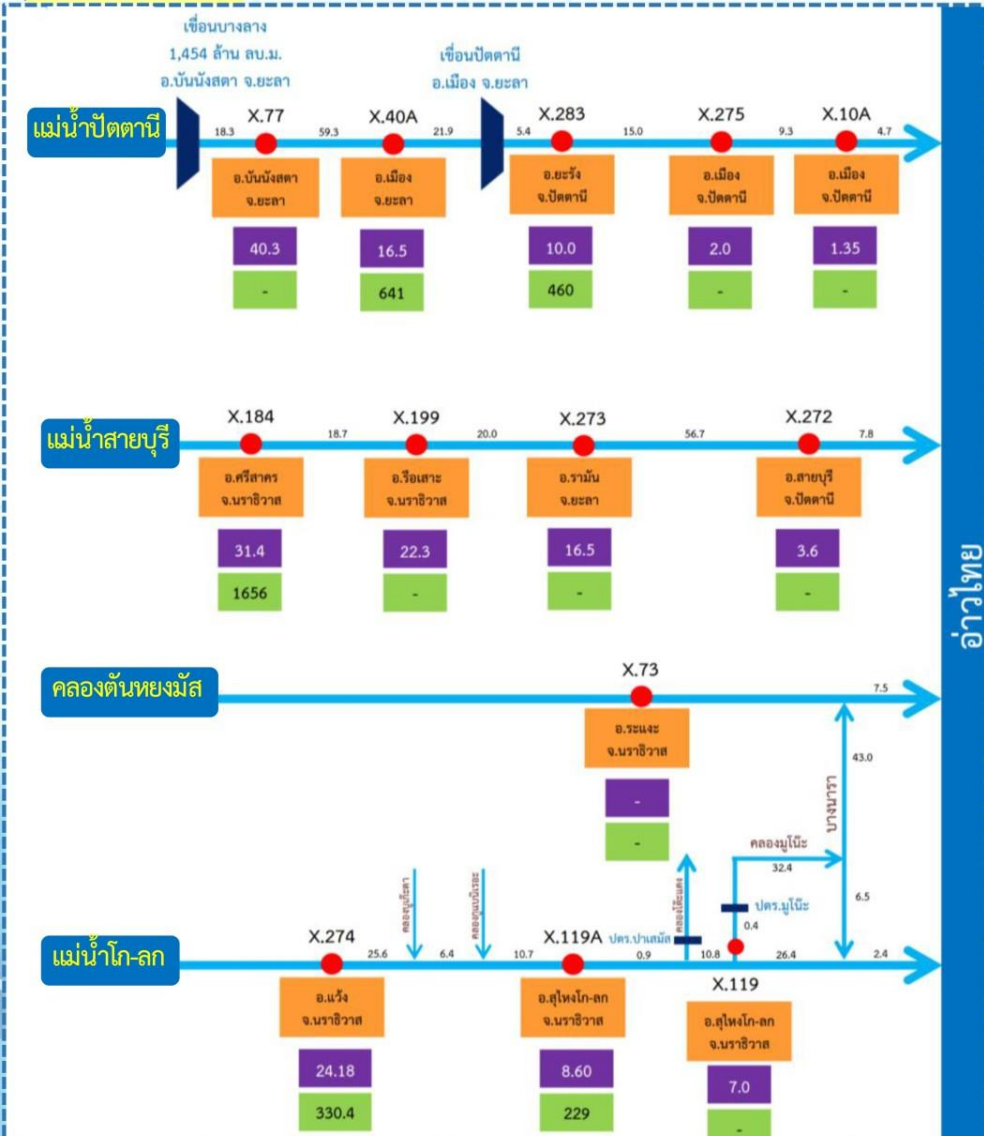 เขื่อนบางลาง
1,454 ล้าน ลบ.ม.
อ.บันนังสตา จ.ยะลา
เขื่อนปัตตานี
อ.เมือง จ.ยะลา
แม่น้ำปัตตานี
X.77
X.40A
X.283
X.275
X.10A
18.3
59.3
21.9
5.4
15.0
9.3
4.7
อ.บันนังสตา
จ.ยะลา
อ.เมือง
จ.ยะลา
อ.ยะรัง
จ.ปัตตานี
อ.เมือง
จ.ปัตตานี
อ.เมือง
จ.ปัตตานี
40.3
16.5
10.0
2.0
1.35
-
641
460
-
-
แม่น้ำสายบุรี
X.184
X.199
X.273
X.272
18.7
20.0
56.7
7.8
อ.ศรีสาคร
จ.นราธิวาส
อ.รือเสาะ
จ.นราธิวาส
อ.รามัน
จ.ยะลา
อ.สายบุรี
จ.ปัตตานี
31.4
22.3
16.5
3.6
1656
-
-
-
อ่าวไทย
คลองตันหยงมัส
X.73
7.5
อ.ระแงะ
จ.นราธิวาส
-
-
43.0
บางนารา
คลองมูโน๊ะ
32.4
ปตร.มูโน๊ะ
0.4
6.5
คลองโต๊ะแดง
ปตร.ปาเสมัส
แม่น้ำโก-ลก
X.274
X.119A
X.119
25.6
6.4
10.7
0.9
10.8
26.4
2.4
อ.แว้ง
จ.นราธิวาส
อ.สุไหงโก-ลก
จ.นราธิวาส
อ.สุไหงโก-ลก
จ.นราธิวาส
24.18
8.60
7.0
330.4
229
-